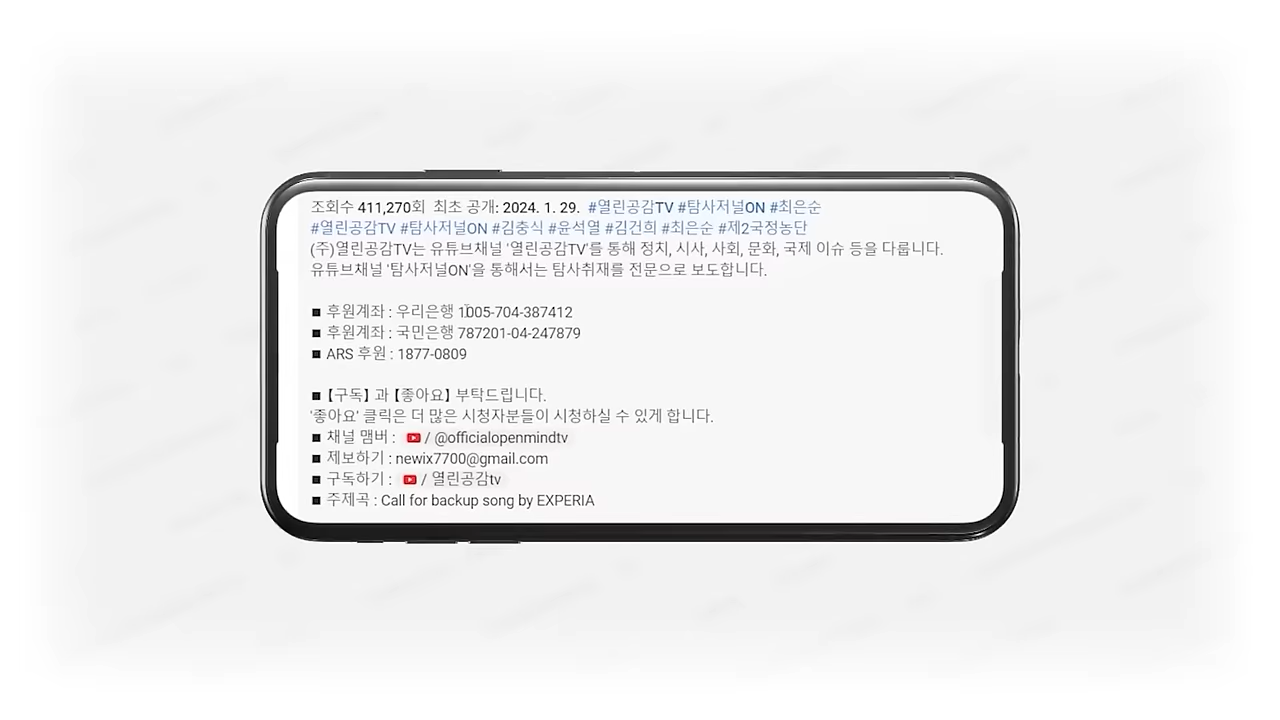 조회수 411,270회 최초 공개: 2024. 1. 29. #열린공감TV #탐사저널ON #최은순
#열린공감TV #탐사저널ON #김충식 #윤석열 #김건희 #최은순 #제2국정농단
(주)열린공감TV는 유튜브채널 '열린공감TV'를 통해 정치, 시사, 사회, 문화, 국제 이슈 등을 다룹니다.
유튜브채널 '탐사저널ON'을 통해서는 탐사취재를 전문으로 보도합니다.
■ 후원계좌 : 우리은행 1005-704-387412
■ 후원계좌 : 국민은행 787201-04-247879
■ ARS 후원 : 1877-0809
■【구독】과【좋아요】부탁드립니다.
'좋아요' 클릭은 더 많은 시청자분들이 시청하실 수 있게 합니다.
■ 채널 맴버 : / @officialopenmindtv
■ 제보하기 : newix7700@gmail.com
■ 구독하기 : / 열린공감tv
■ 주제곡 : Call for backup song by EXPERIA